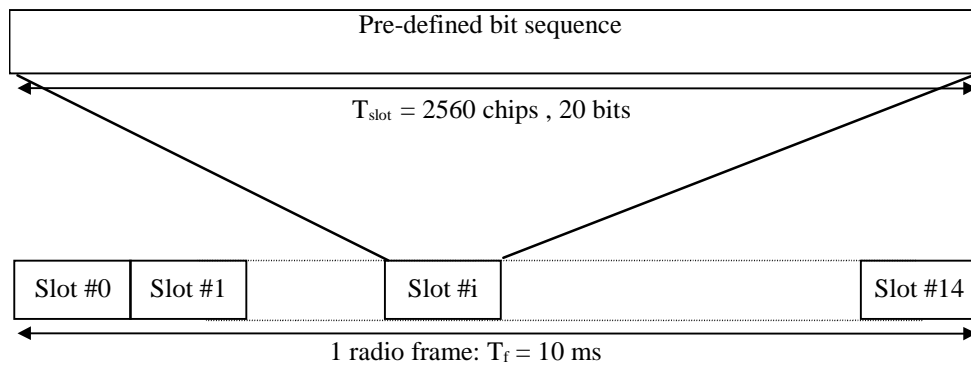 Pre-defined bit sequence
T_slot = 2560 chips , 20 bits
Slot #0 Slot #1 Slot #i Slot #14
1 radio frame: T_f = 10 ms